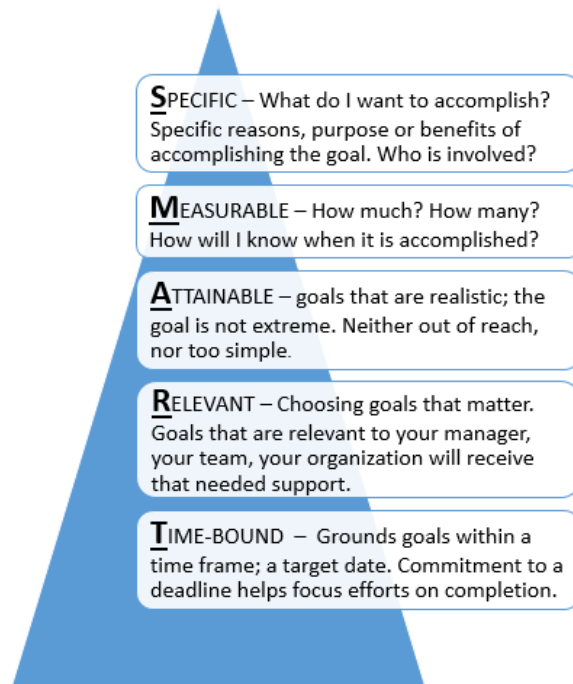 SPECIFIC – What do I want to accomplish?
Specific reasons, purpose or benefits of
accomplishing the goal. Who is involved?
MEASURABLE – How much? How many?
How will I know when it is accomplished?
ATTAINABLE – goals that are realistic; the
goal is not extreme. Neither out of reach,
nor too simple.
RELEVANT – Choosing goals that matter.
Goals that are relevant to your manager,
your team, your organization will receive
that needed support.
TIME-BOUND – Grounds goals within a
time frame; a target date. Commitment to a
deadline helps focus efforts on completion.